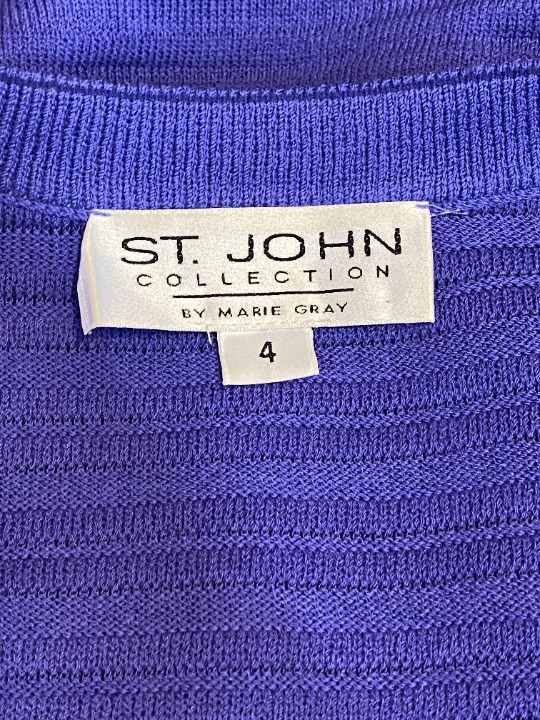 ST. JOHN
COLLECTION
BY MARIE GRAY
4